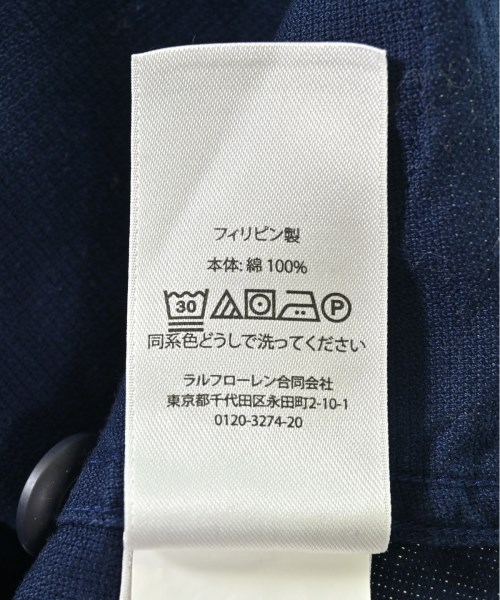 フィリピン製
本体: 綿 100%
30 P
同系色どうしで洗ってください
ラルフローレン合同会社
東京都千代田区永田町2-10-1
0120-3274-20